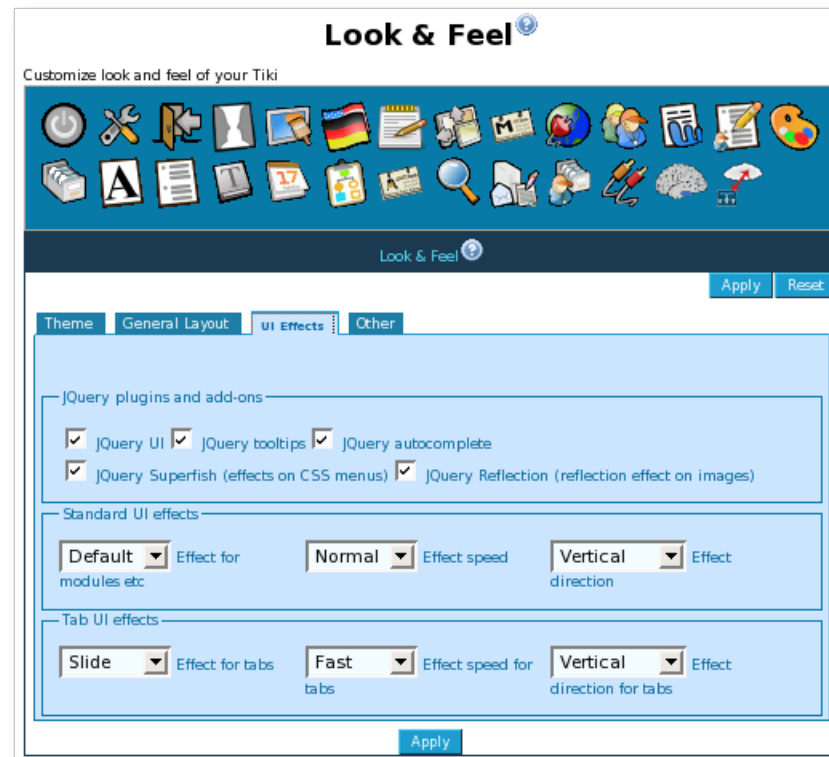 Look & Feel
Customize look and feel of your Tiki
M
17
A
T
Look & Feel
Apply Reset
Theme General Layout UI Effects Other
JQuery plugins and add-ons
JQuery UI JQuery tooltips JQuery autocomplete
JQuery Superfish (effects on CSS menus) JQuery Reflection (reflection effect on images)
Standard UI effects
Default Effect for modules etc Normal Effect speed Vertical Effect direction
Tab UI effects
Slide Effect for tabs Fast Effect speed for tabs Vertical Effect direction for tabs
Apply